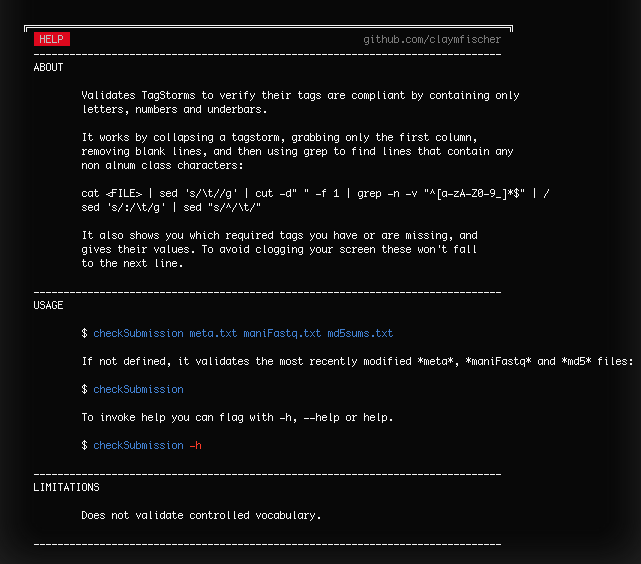 HELP github.com/claymfischer
ABOUT
Validates TagStorms to verify their tags are compliant by containing only
letters, numbers and underbars.
It works by collapsing a tagstorm, grabbing only the first column,
removing blank lines, and then using grep to find lines that contain any
non alnum class characters:
cat <FILE> | sed 's/\t//g' | cut -d" " -f 1 | grep -n -v "^[a-zA-Z0-9_]*$" | /
sed 's/:/\t/g' | sed "s/^/\t/"
It also shows you which required tags you have or are missing, and
gives their values. To avoid clogging your screen these won't fall
to the next line.
USAGE
$ checkSubmission meta.txt maniFastq.txt md5sums.txt
If not defined, it validates the most recently modified *meta*, *maniFastq* and *md5* files:
$ checkSubmission
To invoke help you can flag with -h, --help or help.
$ checkSubmission -h
LIMITATIONS
Does not validate controlled vocabulary.